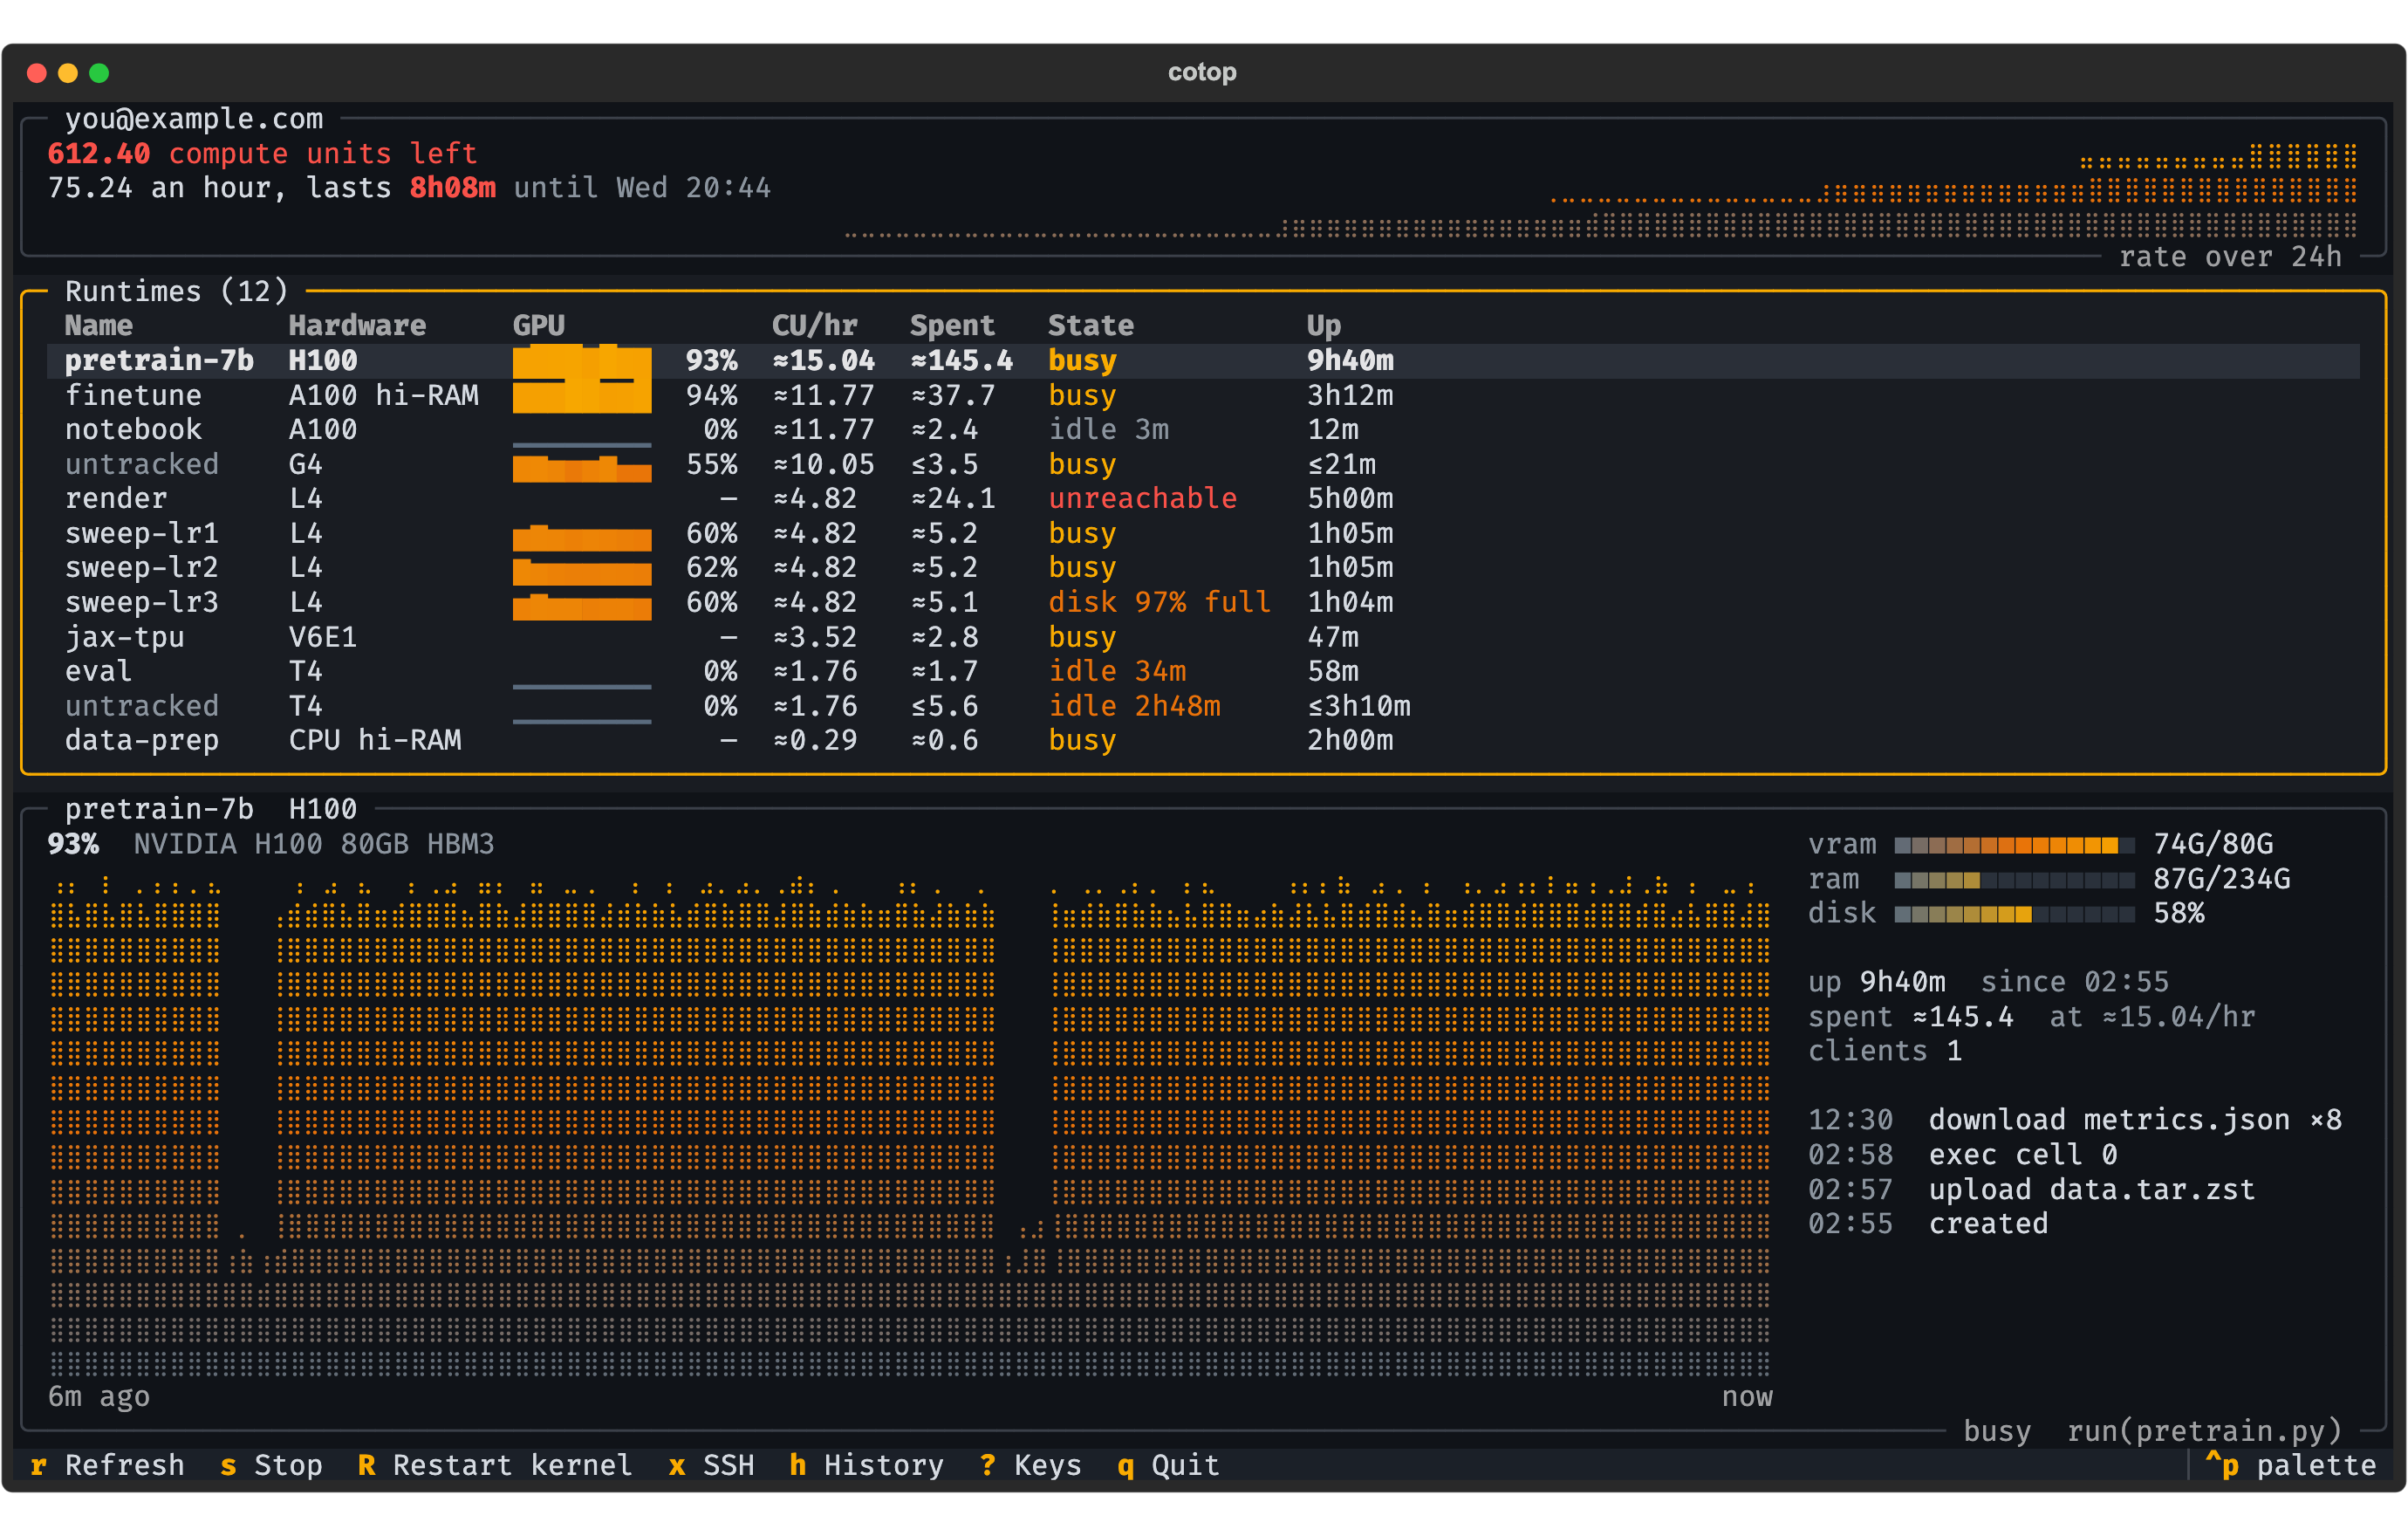 cotop
you@example.com
612.40 compute units left
75.24 an hour, lasts 8h08m until Wed 20:44
rate over 24h
Runtimes (12)
Name Hardware GPU CU/hr Spent State Up
pretrain-7b H100 93% ≈15.04 ≈145.4 busy 9h40m
finetune A100 hi-RAM 94% ≈11.77 ≈37.7 busy 3h12m
notebook A100 0% ≈11.77 ≈2.4 idle 3m 12m
untracked G4 55% ≈10.05 ≤3.5 busy ≤21m
render L4 — ≈4.82 ≈24.1 unreachable 5h00m
sweep-lr1 L4 60% ≈4.82 ≈5.2 busy 1h05m
sweep-lr2 L4 62% ≈4.82 ≈5.2 busy 1h05m
sweep-lr3 L4 60% ≈4.82 ≈5.1 disk 97% full 1h04m
jax-tpu V6E1 — ≈3.52 ≈2.8 busy 47m
eval T4 0% ≈1.76 ≈1.7 idle 34m 58m
untracked T4 0% ≈1.76 ≤5.6 idle 2h48m ≤3h10m
data-prep CPU hi-RAM — ≈0.29 ≈0.6 busy 2h00m
pretrain-7b H100
93% NVIDIA H100 80GB HBM3
vram 74G/80G
ram 87G/234G
disk 58%
up 9h40m since 02:55
spent ≈145.4 at ≈15.04/hr
clients 1
12:30 download metrics.json ×8
02:58 exec cell 0
02:57 upload data.tar.zst
02:55 created
6m ago now
busy run(pretrain.py)
r Refresh s Stop R Restart kernel x SSH h History ? Keys q Quit ^p palette